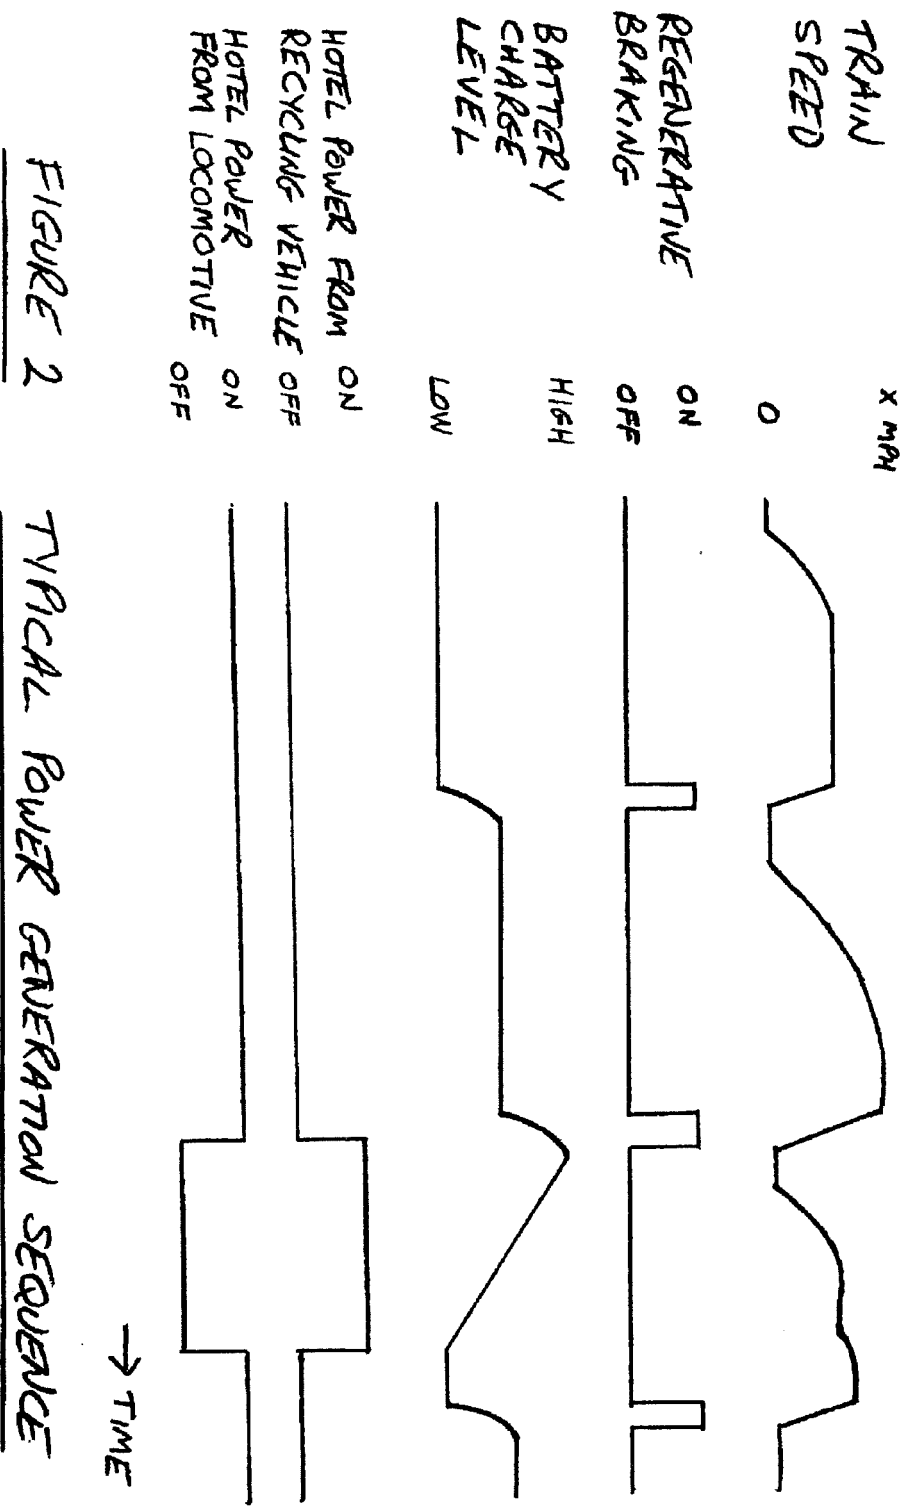 TRAIN
SPEED
X MPH
0
REGENERATIVE
BRAKING
ON
OFF
BATTERY
CHARGE
LEVEL
HIGH
LOW
HOTEL POWER FROM
RECYCLING VEHICLE
ON
OFF
HOTEL POWER
FROM LOCOMOTIVE
ON
OFF
→ TIME
FIGURE 2 TYPICAL POWER GENERATION SEQUENCE